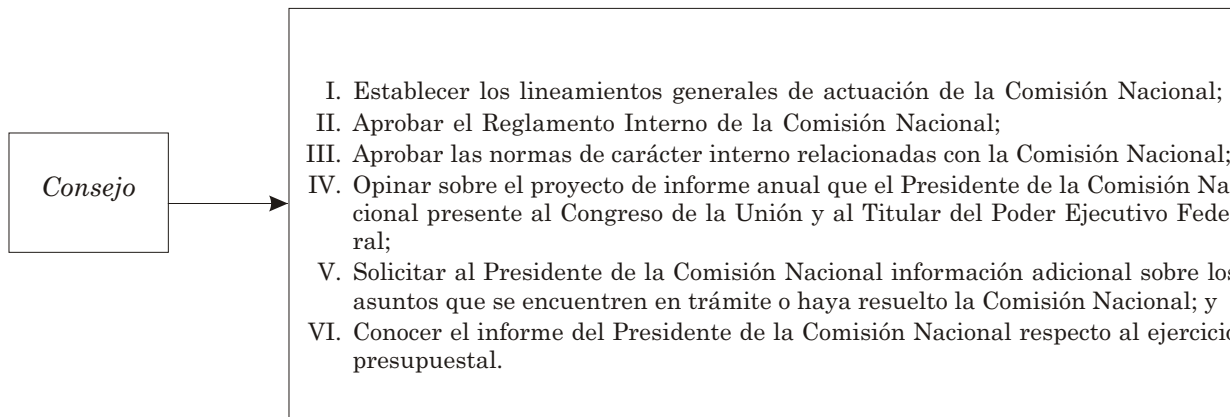 Consejo
I. Establecer los lineamientos generales de actuación de la Comisión Nacional;
II. Aprobar el Reglamento Interno de la Comisión Nacional;
III. Aprobar las normas de carácter interno relacionadas con la Comisión Nacional;
IV. Opinar sobre el proyecto de informe anual que el Presidente de la Comisión Na-
cional presente al Congreso de la Unión y al Titular del Poder Ejecutivo Fede-
ral;
V. Solicitar al Presidente de la Comisión Nacional información adicional sobre los
asuntos que se encuentren en trámite o haya resuelto la Comisión Nacional; y
VI. Conocer el informe del Presidente de la Comisión Nacional respecto al ejercicio
presupuestal.